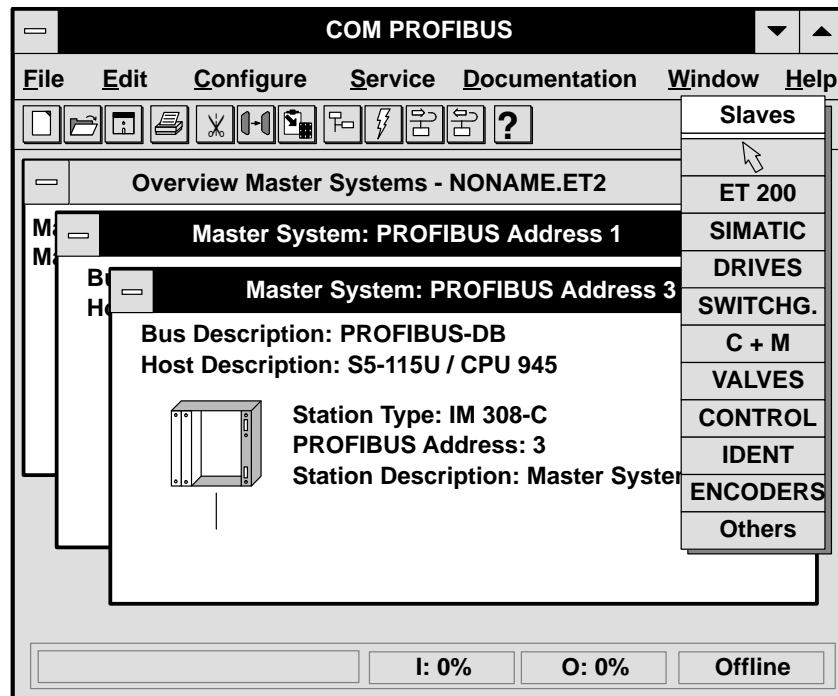 COM PROFIBUS
File Edit Configure Service Documentation Window Help
?
Slaves
ET 200
SIMATIC
DRIVES
SWITCHG.
C + M
VALVES
CONTROL
IDENT
ENCODERS
Others
Overview Master Systems - NONAME.ET2
Ma
Ma
Master System: PROFIBUS Address 1
Master System: PROFIBUS Address 3
Bus Description: PROFIBUS-DB
Host Description: S5-115U / CPU 945
Station Type: IM 308-C
PROFIBUS Address: 3
Station Description: Master System
I: 0% O: 0% Offline